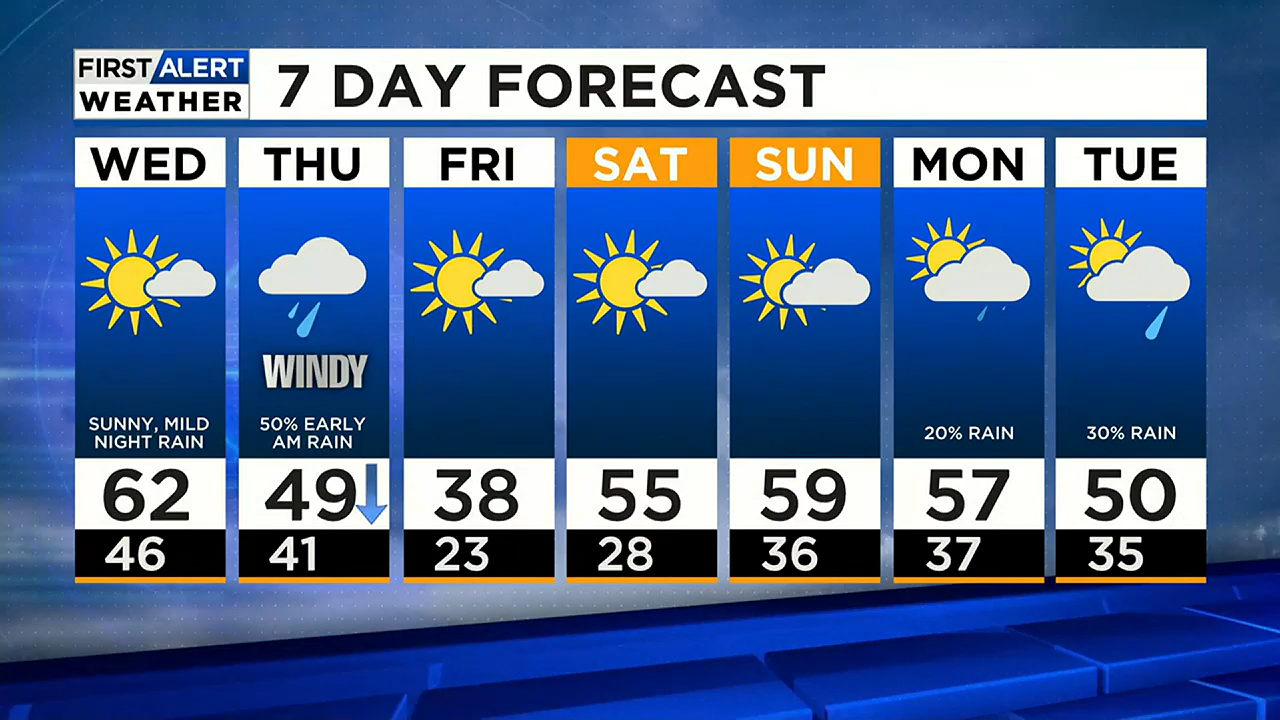 FIRST ALERT
WEATHER
7 DAY FORECAST
WED
THU
FRI
SAT
SUN
MON
TUE
WINDY
SUNNY, MILD
NIGHT RAIN
50% EARLY
AM RAIN
20% RAIN
30% RAIN
62
49
38
55
59
57
50
46
41
23
28
36
37
35